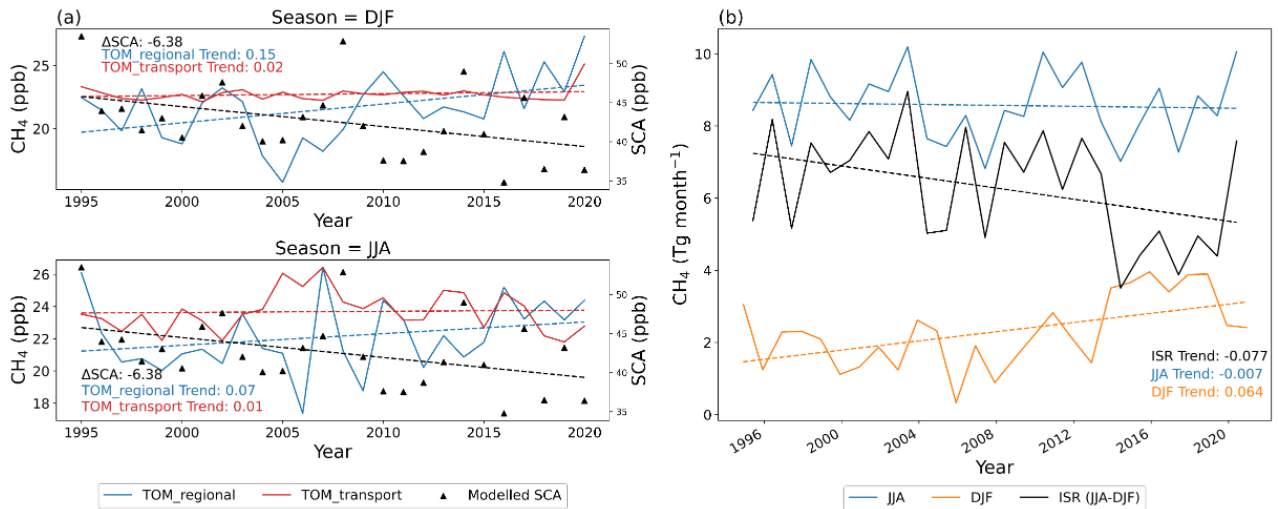 (a)
Season = DJF
ΔSCA: -6.38
TOM_regional Trend: 0.15
TOM_transport Trend: 0.02
CH₄ (ppb)
25
20
SCA (ppb)
50
45
40
35
1995 2000 2005 2010 2015 2020
Year
Season = JJA
ΔSCA: -6.38
TOM_regional Trend: 0.07
TOM_transport Trend: 0.01
CH₄ (ppb)
26
24
22
20
18
SCA (ppb)
50
45
40
35
1995 2000 2005 2010 2015 2020
Year
TOM_regional TOM_transport Modelled SCA
(b)
CH₄ (Tg month⁻¹)
10
8
6
4
2
0
ISR Trend: -0.077
JJA Trend: -0.007
DJF Trend: 0.064
1996 2000 2004 2008 2012 2016 2020
Year
JJA DJF ISR (JJA-DJF)